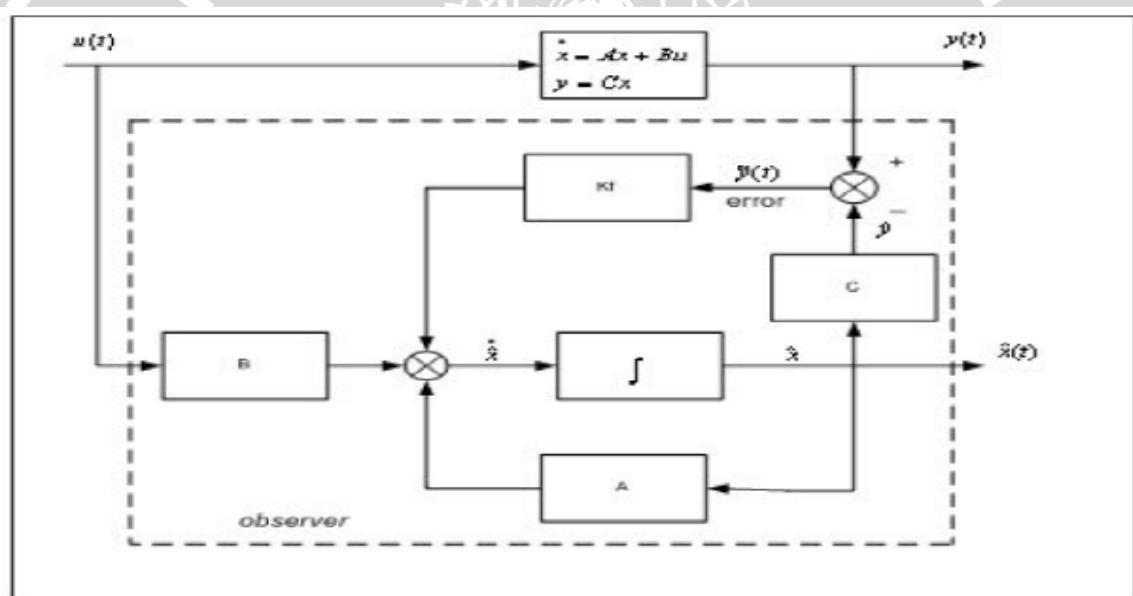 u(t)
ẋ = Ax + Bu
y = Cx
y(t)
Kf
ỹ(t)
error
+
−
ŷ
C
B
x̂̇
∫
x̂
x̂(t)
A
observer